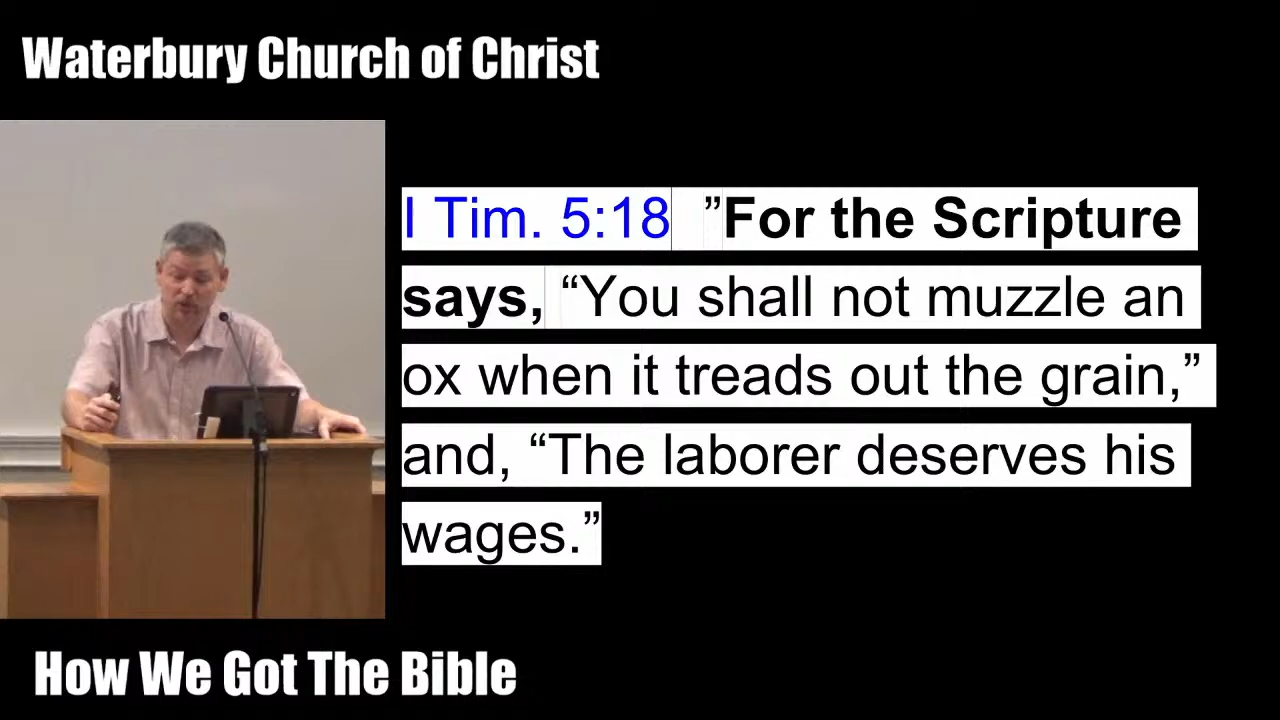 Waterbury Church of Christ
I Tim. 5:18 ”For the Scripture
says, “You shall not muzzle an
ox when it treads out the grain,”
and, “The laborer deserves his
wages.”
How We Got The Bible